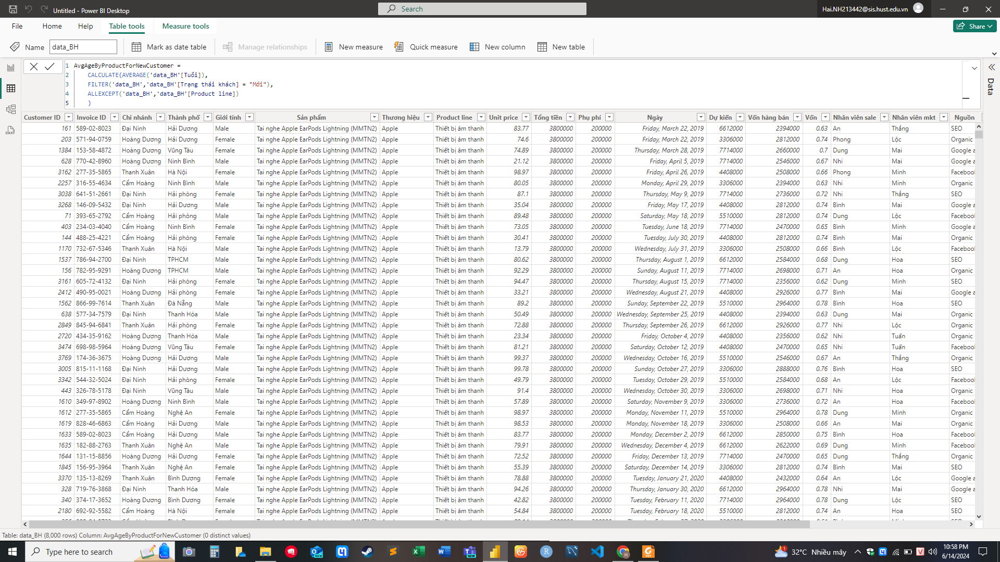 Untitled - Power BI Desktop
Search
Hai.NH213442@sis.hust.edu.vn
File Home Help Table tools Measure tools
Share
Name data_BH Mark as date table Manage relationships New measure Quick measure New column New table
1 AvgAgeByProductForNewCustomer =
2 CALCULATE(AVERAGE('data_BH'[Tuổi]),
3 FILTER('data_BH','data_BH'[Trạng thái khách] = "Mới"),
4 ALLEXCEPT('data_BH','data_BH'[Product line])
5 )
Data
Customer ID Invoice ID Chi nhánh Thành phố Giới tính Sản phẩm Thương hiệu Product line Unit price Tổng tiền Phụ phí Ngày Dự kiến Vốn hàng bán Vốn Nhân viên sale Nhân viên mkt Nguồn
161 589-02-8023 Đại Ninh Hải Dương Male Tai nghe Apple EarPods Lightning (MMTN2) Apple Thiết bị âm thanh 83.77 3800000 200000 Friday, March 22, 2019 6612000 2394000 0.63 An Thắng SEO
203 571-94-0759 Hoàng Dương Hải Dương Female Tai nghe Apple EarPods Lightning (MMTN2) Apple Thiết bị âm thanh 74.6 3800000 200000 Friday, March 22, 2019 3306000 2812000 0.74 Phong Lộc Organic
1384 153-58-4872 Hoàng Dương Vũng Tàu Female Tai nghe Apple EarPods Lightning (MMTN2) Apple Thiết bị âm thanh 74.89 3800000 200000 Thursday, March 28, 2019 7714000 2660000 0.7 Dung Mai Google a
628 770-42-8960 Hoàng Dương Ninh Bình Male Tai nghe Apple EarPods Lightning (MMTN2) Apple Thiết bị âm thanh 21.12 3800000 200000 Friday, April 5, 2019 7714000 2546000 0.67 Nhi Mai Google a
3162 277-35-5865 Thanh Xuân Hà Nội Female Tai nghe Apple EarPods Lightning (MMTN2) Apple Thiết bị âm thanh 98.97 3800000 200000 Friday, April 26, 2019 4408000 2508000 0.66 Phong Minh Facebool
2257 316-55-4634 Cẩm Hoàng Ninh Bình Male Tai nghe Apple EarPods Lightning (MMTN2) Apple Thiết bị âm thanh 80.05 3800000 200000 Monday, April 29, 2019 3306000 2394000 0.63 Nhi Minh Organic
3038 641-51-2661 Đại Ninh Hải phòng Female Tai nghe Apple EarPods Lightning (MMTN2) Apple Thiết bị âm thanh 87.1 3800000 200000 Thursday, May 9, 2019 7714000 2736000 0.72 Nhi Thắng SEO
3268 146-09-5432 Đại Ninh Hải Dương Male Tai nghe Apple EarPods Lightning (MMTN2) Apple Thiết bị âm thanh 35.04 3800000 200000 Friday, May 17, 2019 4408000 2812000 0.74 Bình Mai Google a
71 393-65-2792 Cẩm Hoàng Hải phòng Male Tai nghe Apple EarPods Lightning (MMTN2) Apple Thiết bị âm thanh 89.48 3800000 200000 Saturday, May 18, 2019 5510000 2812000 0.74 Dung Lộc Facebool
403 234-03-4040 Cẩm Hoàng Ninh Bình Female Tai nghe Apple EarPods Lightning (MMTN2) Apple Thiết bị âm thanh 73.05 3800000 200000 Tuesday, June 18, 2019 7714000 2470000 0.65 Bình Minh Google a
144 488-25-4221 Cẩm Hoàng Hải phòng Female Tai nghe Apple EarPods Lightning (MMTN2) Apple Thiết bị âm thanh 30.41 3800000 200000 Tuesday, July 30, 2019 4408000 2812000 0.74 Bình Mai Organic
1170 732-67-5346 Thanh Xuân Hà Nội Male Tai nghe Apple EarPods Lightning (MMTN2) Apple Thiết bị âm thanh 13.79 3800000 200000 Wednesday, July 31, 2019 3306000 2508000 0.66 Bình Lộc Facebool
1537 786-94-2700 Đại Ninh TPHCM Male Tai nghe Apple EarPods Lightning (MMTN2) Apple Thiết bị âm thanh 80.62 3800000 200000 Thursday, August 1, 2019 6612000 2584000 0.68 Dung Hoa SEO
156 782-95-9291 Hoàng Dương TPHCM Male Tai nghe Apple EarPods Lightning (MMTN2) Apple Thiết bị âm thanh 92.29 3800000 200000 Sunday, August 11, 2019 7714000 2698000 0.71 An Hoa Organic
3161 605-72-4132 Đại Ninh Hải phòng Female Tai nghe Apple EarPods Lightning (MMTN2) Apple Thiết bị âm thanh 94.47 3800000 200000 Thursday, August 15, 2019 7714000 2356000 0.62 Dung Minh SEO
2412 490-95-0021 Hoàng Dương Hải phòng Female Tai nghe Apple EarPods Lightning (MMTN2) Apple Thiết bị âm thanh 33.21 3800000 200000 Wednesday, August 21, 2019 4408000 2926000 0.77 Bình Mai Google a
1562 866-99-7614 Thanh Xuân Đà Nẵng Male Tai nghe Apple EarPods Lightning (MMTN2) Apple Thiết bị âm thanh 89.2 3800000 200000 Sunday, September 22, 2019 5510000 2964000 0.78 Bình Hoa SEO
638 577-34-7579 Đại Ninh Thanh Hóa Male Tai nghe Apple EarPods Lightning (MMTN2) Apple Thiết bị âm thanh 50.49 3800000 200000 Wednesday, September 25, 2019 4408000 2394000 0.63 Dung Mai Organic
2849 845-94-6841 Thanh Xuân Hải phòng Female Tai nghe Apple EarPods Lightning (MMTN2) Apple Thiết bị âm thanh 72.88 3800000 200000 Thursday, September 26, 2019 6612000 2926000 0.77 Nhi Lộc Organic
2720 434-35-9162 Hoàng Dương Thanh Hóa Male Tai nghe Apple EarPods Lightning (MMTN2) Apple Thiết bị âm thanh 23.34 3800000 200000 Friday, October 4, 2019 4408000 2356000 0.62 Nhi Tuấn Organic
3474 698-98-5964 Hoàng Dương Vũng Tàu Female Tai nghe Apple EarPods Lightning (MMTN2) Apple Thiết bị âm thanh 81.21 3800000 200000 Saturday, October 12, 2019 4408000 2470000 0.65 Nhi Tuấn Facebool
3769 174-36-3675 Hoàng Dương Hải Dương Male Tai nghe Apple EarPods Lightning (MMTN2) Apple Thiết bị âm thanh 99.37 3800000 200000 Wednesday, October 16, 2019 5510000 2546000 0.67 An Thắng Organic
3005 815-11-1168 Đại Ninh Hải Dương Male Tai nghe Apple EarPods Lightning (MMTN2) Apple Thiết bị âm thanh 99.78 3800000 200000 Sunday, October 27, 2019 3306000 2888000 0.76 Bình Hoa SEO
3342 544-32-5024 Đại Ninh Hải phòng Female Tai nghe Apple EarPods Lightning (MMTN2) Apple Thiết bị âm thanh 49.79 3800000 200000 Tuesday, October 29, 2019 5510000 2584000 0.68 An Lộc Facebool
443 326-78-5178 Đại Ninh Vũng Tàu Male Tai nghe Apple EarPods Lightning (MMTN2) Apple Thiết bị âm thanh 91.4 3800000 200000 Wednesday, October 30, 2019 3306000 2698000 0.71 Nhi Hoa Organic
1610 349-97-8902 Hoàng Dương Ninh Bình Male Tai nghe Apple EarPods Lightning (MMTN2) Apple Thiết bị âm thanh 57.89 3800000 200000 Saturday, November 9, 2019 3306000 2736000 0.72 An Hoa Facebool
1612 277-35-5865 Cẩm Hoàng Nghệ An Female Tai nghe Apple EarPods Lightning (MMTN2) Apple Thiết bị âm thanh 98.97 3800000 200000 Monday, November 11, 2019 5510000 2964000 0.78 Dung Minh Organic
1619 828-46-6863 Cẩm Hoàng Hải Dương Male Tai nghe Apple EarPods Lightning (MMTN2) Apple Thiết bị âm thanh 98.53 3800000 200000 Monday, November 18, 2019 3306000 2508000 0.66 An Mai Organic
1633 589-02-8023 Cẩm Hoàng Hải Dương Male Tai nghe Apple EarPods Lightning (MMTN2) Apple Thiết bị âm thanh 83.77 3800000 200000 Monday, December 2, 2019 6612000 2850000 0.75 Bình Hoa Facebool
1635 182-88-2763 Thanh Xuân Nghệ An Male Tai nghe Apple EarPods Lightning (MMTN2) Apple Thiết bị âm thanh 79.91 3800000 200000 Wednesday, December 4, 2019 6612000 2622000 0.69 Dung Minh Facebool
1644 131-15-8856 Hoàng Dương Hải Dương Female Tai nghe Apple EarPods Lightning (MMTN2) Apple Thiết bị âm thanh 72.52 3800000 200000 Friday, December 13, 2019 7714000 2470000 0.65 Dung Thắng Organic
1845 156-95-3964 Thanh Xuân Nghệ An Female Tai nghe Apple EarPods Lightning (MMTN2) Apple Thiết bị âm thanh 55.39 3800000 200000 Saturday, December 14, 2019 3306000 2812000 0.74 Bình Mai SEO
3370 135-13-8269 Thanh Xuân Bình Dương Female Tai nghe Apple EarPods Lightning (MMTN2) Apple Thiết bị âm thanh 78.88 3800000 200000 Tuesday, January 21, 2020 4408000 2432000 0.64 An Lộc Google a
328 719-76-3868 Đại Ninh Thanh Hóa Male Tai nghe Apple EarPods Lightning (MMTN2) Apple Thiết bị âm thanh 94.26 3800000 200000 Thursday, January 30, 2020 6612000 2964000 0.78 Nhi Mai Google a
340 374-17-3652 Hoàng Dương Bình Dương Female Tai nghe Apple EarPods Lightning (MMTN2) Apple Thiết bị âm thanh 42.82 3800000 200000 Tuesday, February 11, 2020 7714000 2964000 0.78 Dung Lộc SEO
2180 692-92-5582 Cẩm Hoàng Hà Nội Female Tai nghe Apple EarPods Lightning (MMTN2) Apple Thiết bị âm thanh 54.84 3800000 200000 Tuesday, February 18, 2020 5510000 2812000 0.74 An Hoa SEO
Table: data_BH (8,000 rows) Column: AvgAgeByProductForNewCustomer (0 distinct values)
Type here to search
32°C Nhiều mây
10:58 PM
6/14/2024